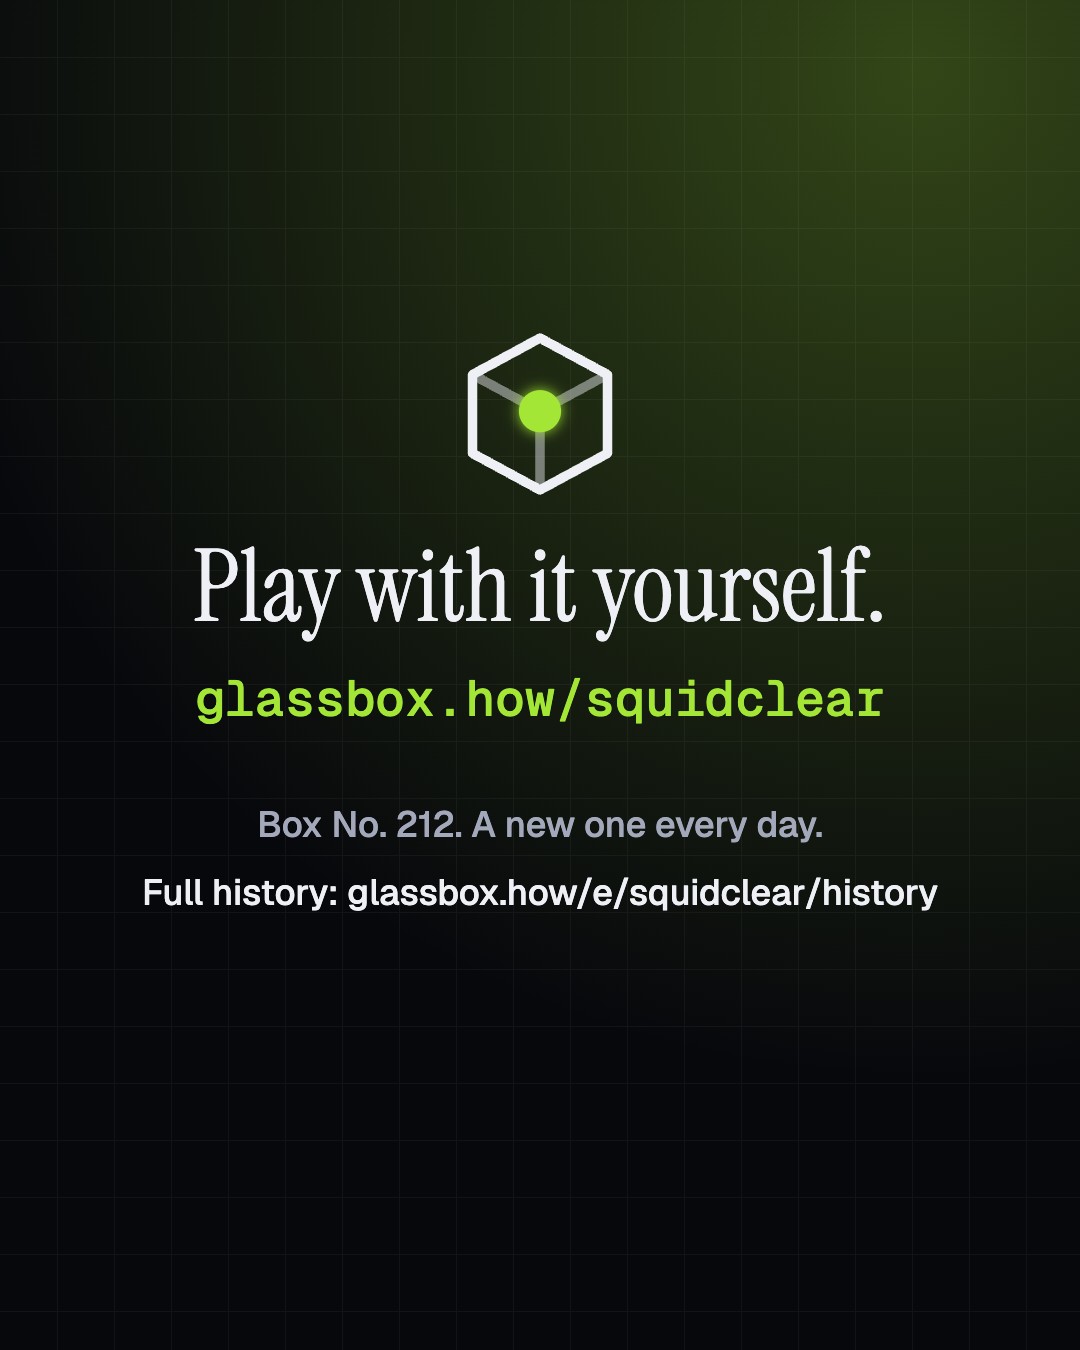 Play with it yourself.
glassbox.how/squidclear
Box No. 212. A new one every day.
Full history: glassbox.how/e/squidclear/history